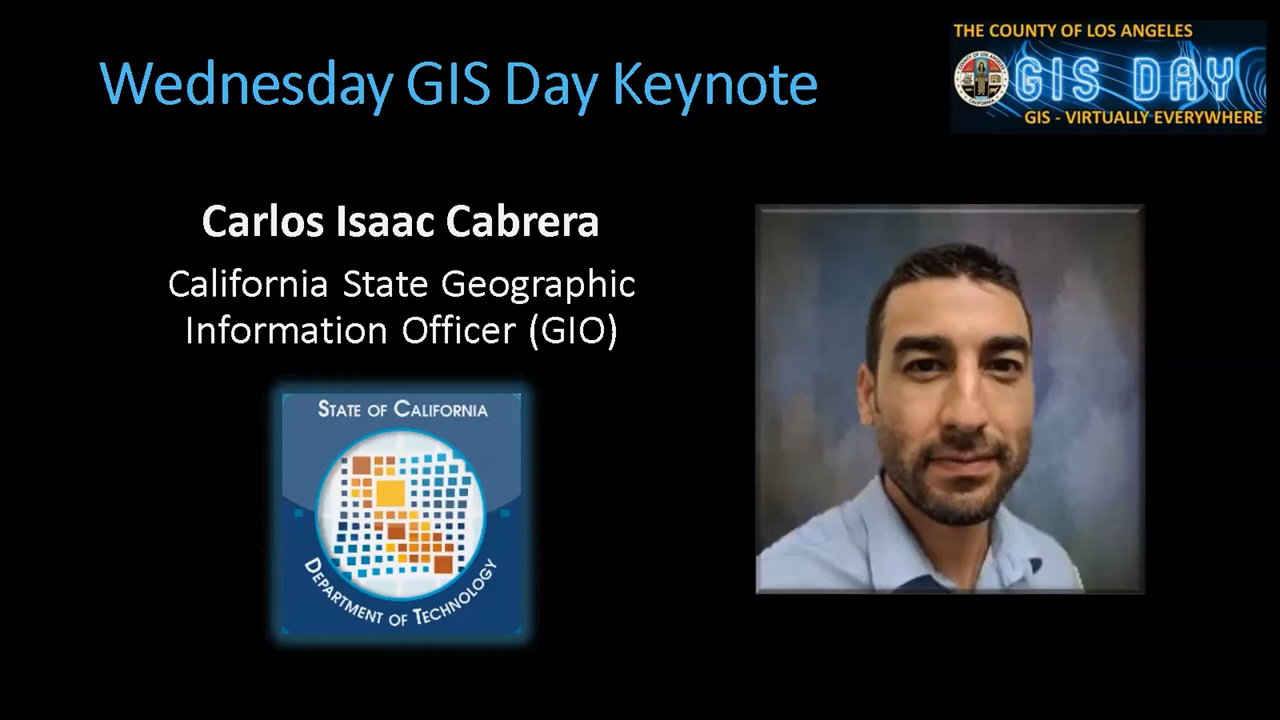 Wednesday GIS Day Keynote
THE COUNTY OF LOS ANGELES
GIS DAY
GIS - VIRTUALLY EVERYWHERE
Carlos Isaac Cabrera
California State Geographic
Information Officer (GIO)
STATE OF CALIFORNIA
DEPARTMENT OF TECHNOLOGY